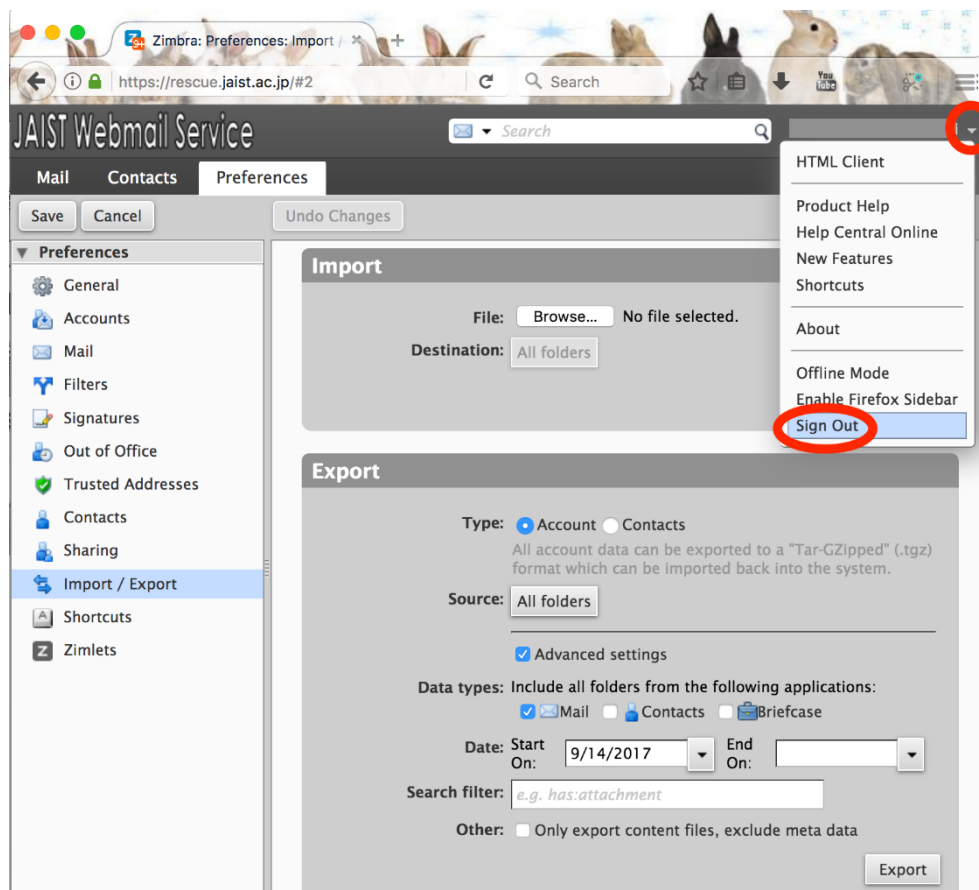 Zimbra: Preferences: Import /
https://rescue.jaist.ac.jp/#2
Search
You
Tube
JAIST Webmail Service
Search
Mail Contacts Preferences
HTML Client
Save Cancel Undo Changes
Product Help
Help Central Online
New Features
Shortcuts
About
Offline Mode
Enable Firefox Sidebar
Sign Out
Preferences
General
Accounts
Mail
Filters
Signatures
Out of Office
Trusted Addresses
Contacts
Sharing
Import / Export
Shortcuts
Zimlets
Import
File: Browse... No file selected.
Destination: All folders
Export
Type: Account Contacts
All account data can be exported to a "Tar-GZipped" (.tgz)
format which can be imported back into the system.
Source: All folders
Advanced settings
Data types: Include all folders from the following applications:
Mail Contacts Briefcase
Date: Start On: 9/14/2017 End On:
Search filter: e.g. has:attachment
Other: Only export content files, exclude meta data
Export